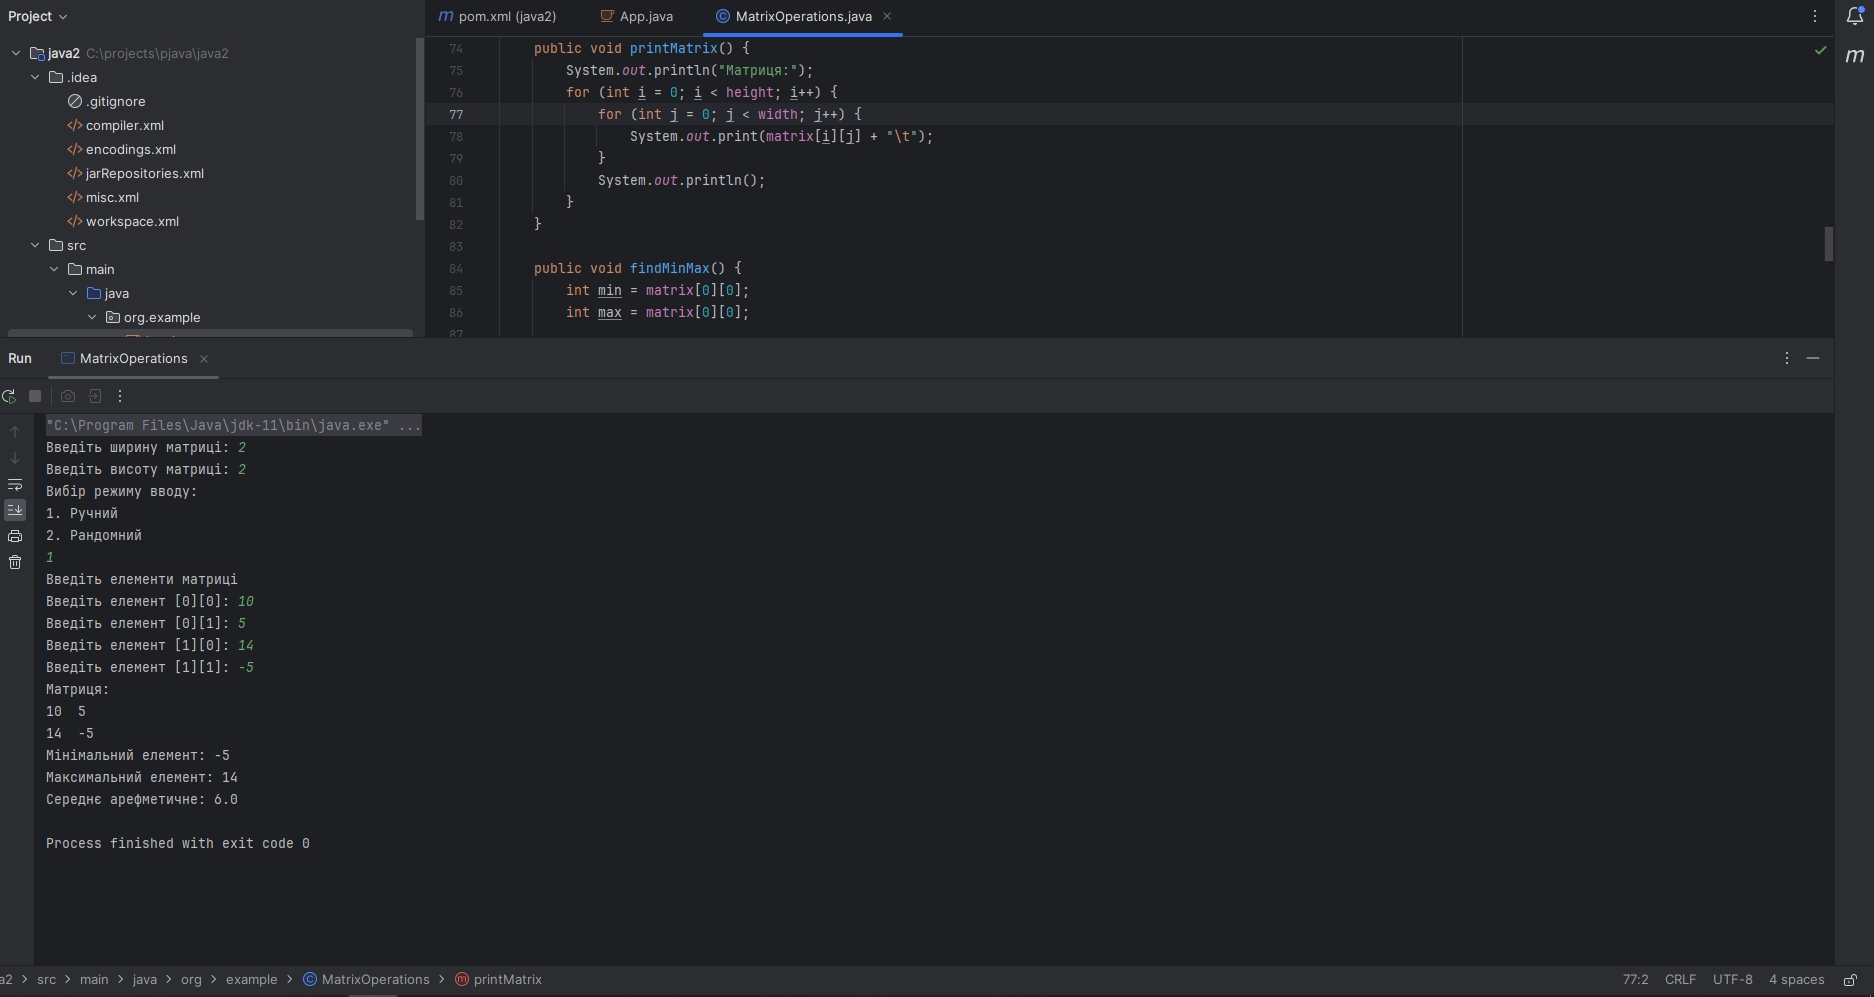 Project
java2 C:\projects\pjava\java2
.idea
.gitignore
compiler.xml
encodings.xml
jarRepositories.xml
misc.xml
workspace.xml
src
main
java
org.example
pom.xml (java2)
App.java
MatrixOperations.java
74 public void printMatrix() {
75 System.out.println("Матриця:");
76 for (int i = 0; i < height; i++) {
77 for (int j = 0; j < width; j++) {
78 System.out.print(matrix[i][j] + "\t");
79 }
80 System.out.println();
81 }
82 }
83
84 public void findMinMax() {
85 int min = matrix[0][0];
86 int max = matrix[0][0];
87
Run MatrixOperations
"C:\Program Files\Java\jdk-11\bin\java.exe" ...
Введіть ширину матриці: 2
Введіть висоту матриці: 2
Вибір режиму вводу:
1. Ручний
2. Рандомний
1
Введіть елементи матриці
Введіть елемент [0][0]: 10
Введіть елемент [0][1]: 5
Введіть елемент [1][0]: 14
Введіть елемент [1][1]: -5
Матриця:
10 5
14 -5
Мінімальний елемент: -5
Максимальний елемент: 14
Середнє арефметичне: 6.0
Process finished with exit code 0
a2 > src > main > java > org > example > MatrixOperations > printMatrix
77:2 CRLF UTF-8 4 spaces